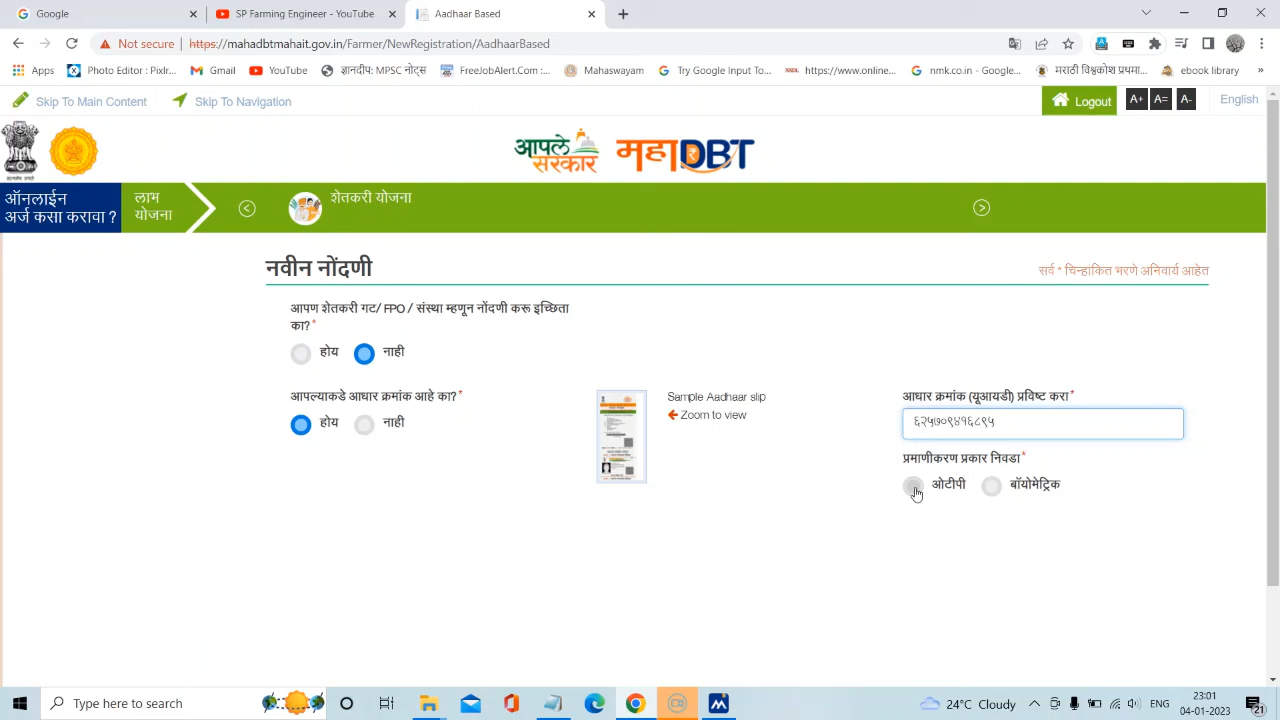 Google
SP Farming Engineers - YouTube
Aadhaar Based
Not secure
https://mahadbtmahait.gov.in/Farmer/NewRegistration/AadhaarBased
Apps
Photo Editor : Pixlr...
Gmail
YouTube
ज्ञानदीप: MPSC नोट्स
FreeJobAlert.Com :...
Mahaswayam
Try Google Input To...
https://www.online...
nmk.co.in - Google...
मराठी विश्वकोश प्रथमा...
ebook library
»
Skip To Main Content
Skip To Navigation
Logout
A+ A= A-
English
आपले सरकार
महाDBT
ऑनलाईन
अर्ज कसा करावा ?
लाभ
योजना
शेतकरी योजना
नवीन नोंदणी
सर्व * चिन्हाकित भरणे अनिवार्य आहेत
आपण शेतकरी गट/ FPO / संस्था म्हणून नोंदणी करू इच्छिता
का? *
होय नाही
आपल्याकडे आधार क्रमांक आहे का? *
होय नाही
Sample Aadhaar slip
Zoom to view
आधार क्रमांक (यूआयडी) प्रविष्ट करा *
प्रमाणीकरण प्रकार निवडा *
ओटीपी बॉयोमेट्रिक
Type here to search
24°C Cloudy
ENG
23:01
04-01-2023
21